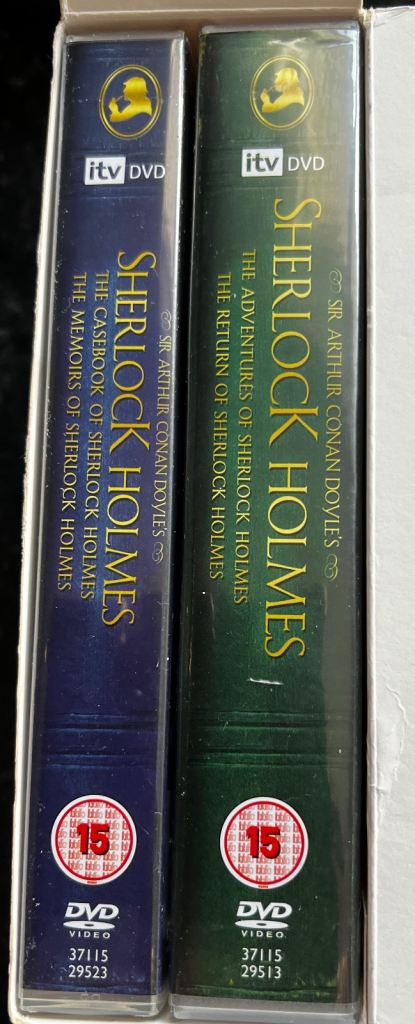 itv DVD
SIR ARTHUR CONAN DOYLE'S
SHERLOCK HOLMES
THE CASEBOOK OF SHERLOCK HOLMES
THE MEMOIRS OF SHERLOCK HOLMES
15
DVD
VIDEO
37115
29523
itv DVD
SIR ARTHUR CONAN DOYLE'S
SHERLOCK HOLMES
THE ADVENTURES OF SHERLOCK HOLMES
THE RETURN OF SHERLOCK HOLMES
15
DVD
VIDEO
37115
29513